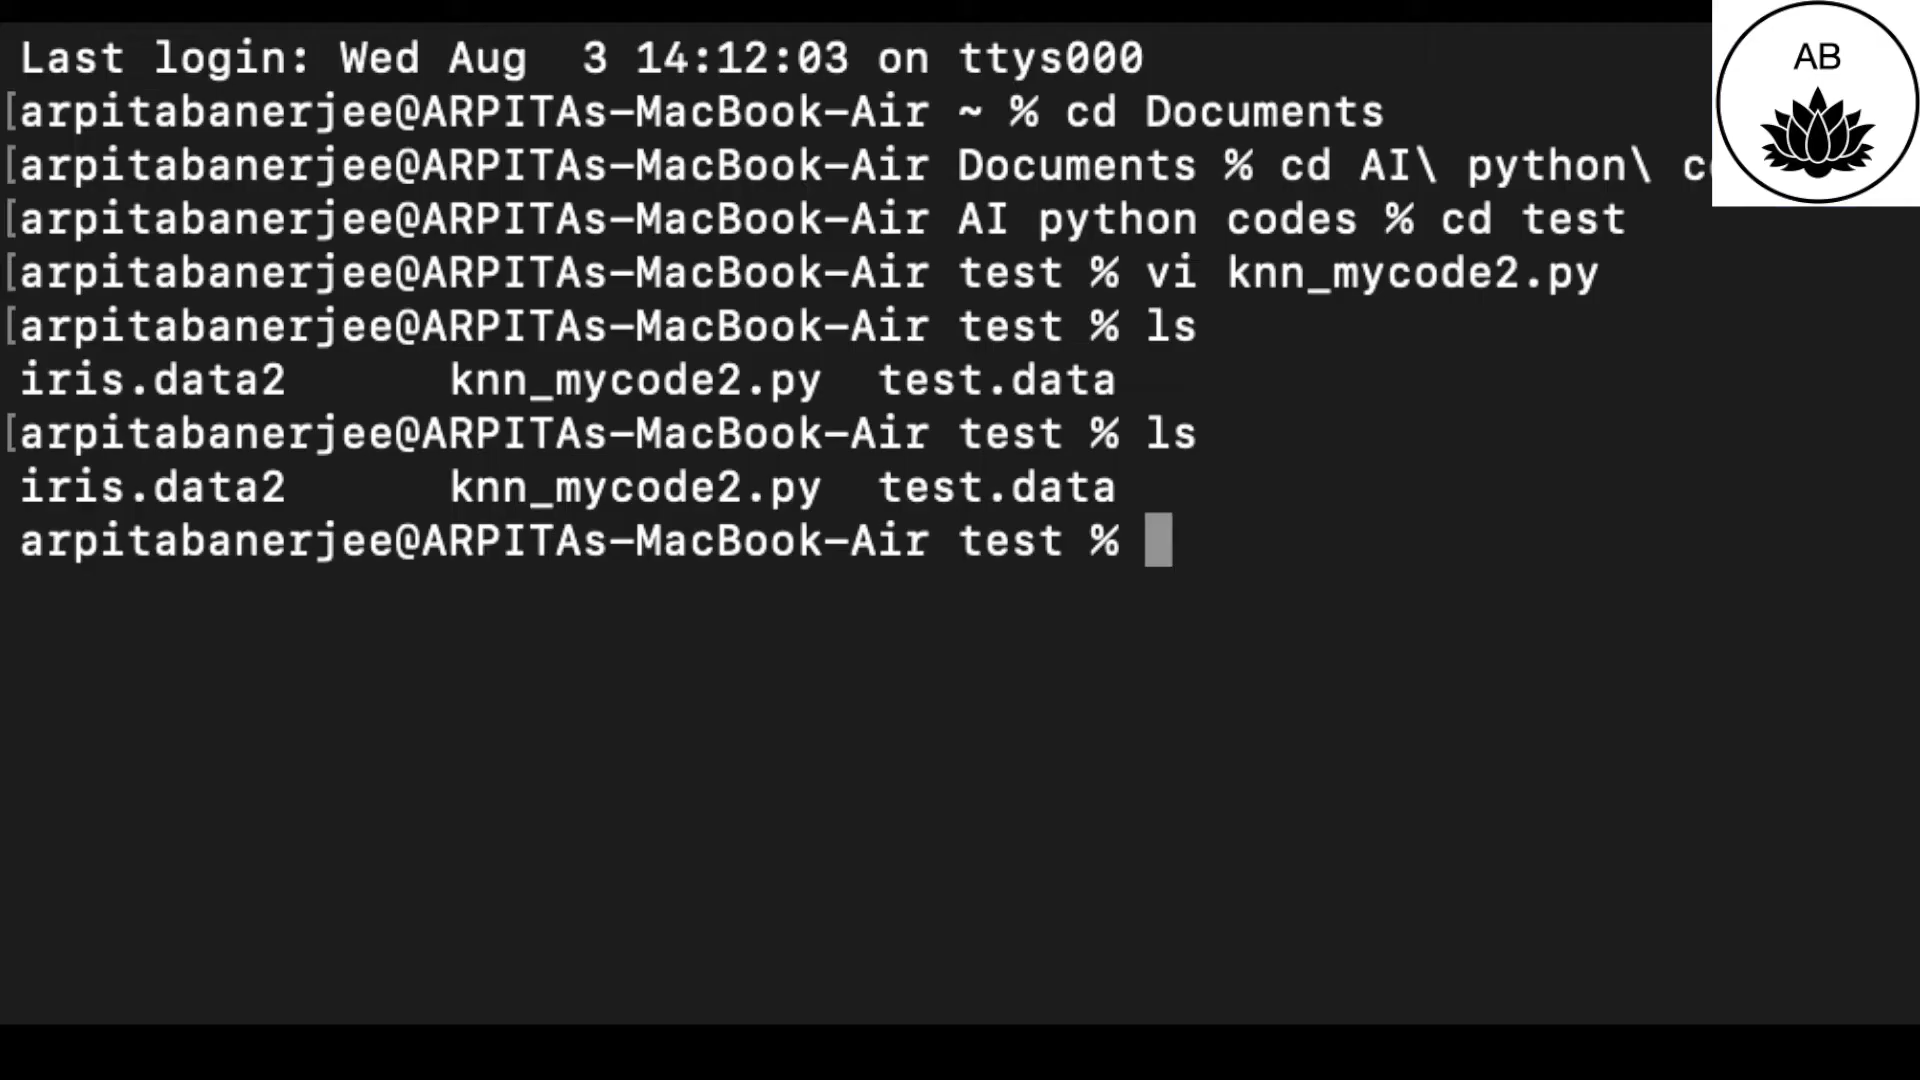 Last login: Wed Aug  3 14:12:03 on ttys000
[arpitabanerjee@ARPITAs-MacBook-Air ~ % cd Documents
[arpitabanerjee@ARPITAs-MacBook-Air Documents % cd AI\ python\
[arpitabanerjee@ARPITAs-MacBook-Air AI python codes % cd test
[arpitabanerjee@ARPITAs-MacBook-Air test % vi knn_mycode2.py
[arpitabanerjee@ARPITAs-MacBook-Air test % ls
iris.data2      knn_mycode2.py  test.data
[arpitabanerjee@ARPITAs-MacBook-Air test % ls
iris.data2      knn_mycode2.py  test.data
arpitabanerjee@ARPITAs-MacBook-Air test %
AB